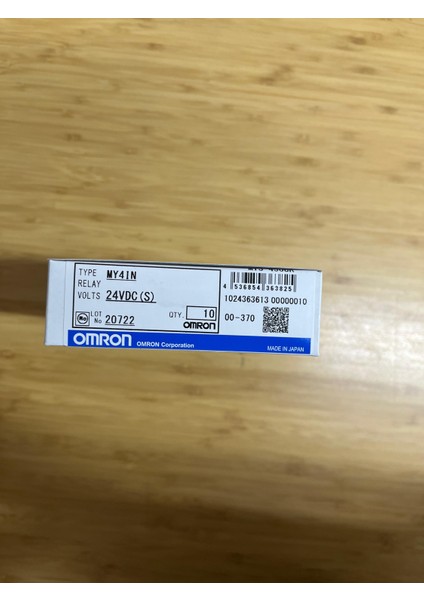 TYPE MY4IN
RELAY
VOLTS 24VDC(S)
LOT No 20722
QTY. 10
OMRON
4 536854 363825
1024363613 00000010
00-370
OMRON OMRON Corporation
MADE IN JAPAN